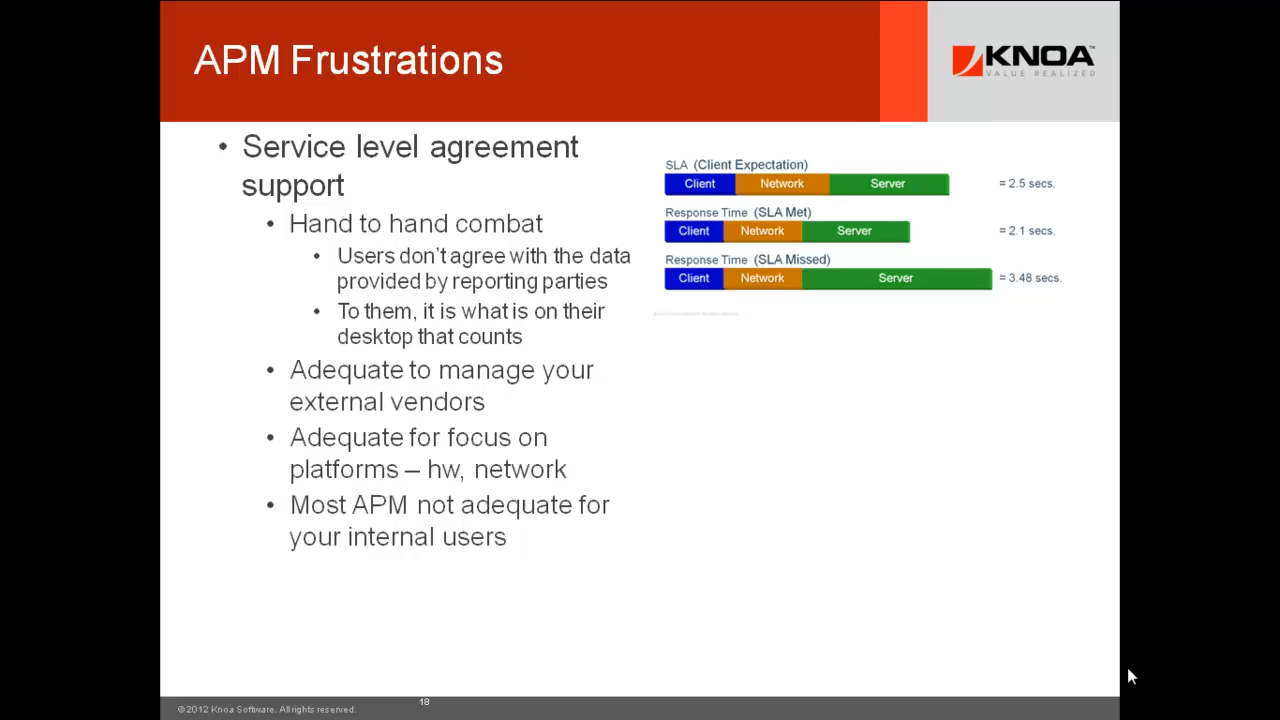 APM Frustrations
KNOA™
VALUE REALIZED
• Service level agreement
support
• Hand to hand combat
• Users don't agree with the data
provided by reporting parties
• To them, it is what is on their
desktop that counts
• Adequate to manage your
external vendors
• Adequate for focus on
platforms – hw, network
• Most APM not adequate for
your internal users
SLA (Client Expectation)
Client Network Server = 2.5 secs.
Response Time (SLA Met)
Client Network Server = 2.1 secs.
Response Time (SLA Missed)
Client Network Server = 3.48 secs.
© 2012 Knoa Software. All rights reserved.
18